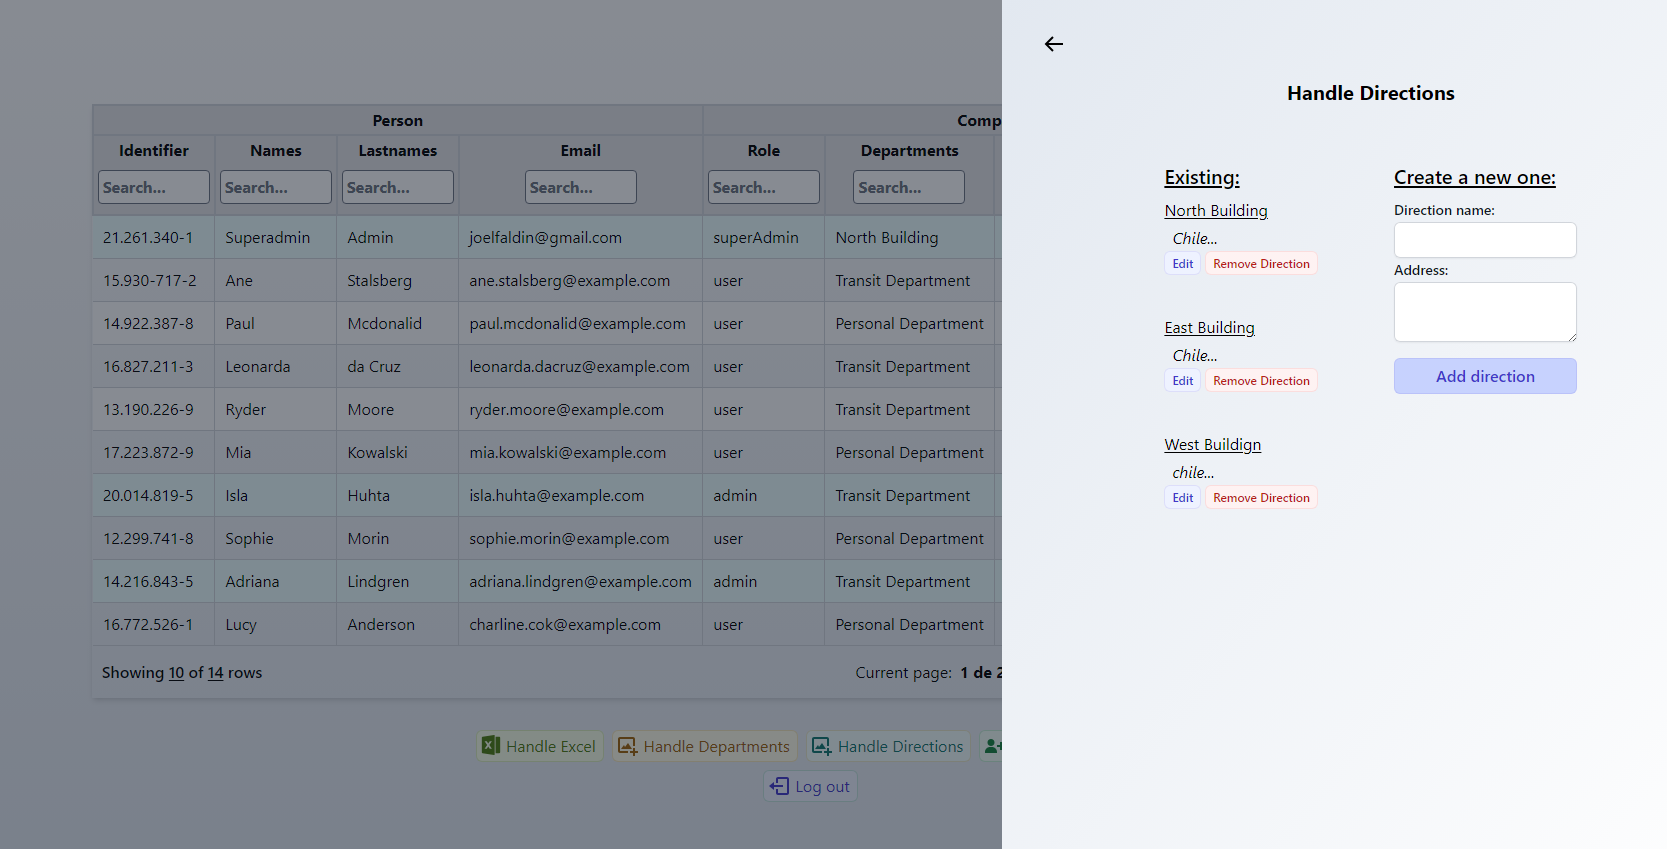 Person Comp
Identifier Names Lastnames Email Role Departments
Search... Search... Search... Search... Search... Search...
21.261.340-1 Superadmin Admin joelfaldin@gmail.com superAdmin North Building
15.930-717-2 Ane Stalsberg ane.stalsberg@example.com user Transit Department
14.922.387-8 Paul Mcdonalid paul.mcdonalid@example.com user Personal Department
16.827.211-3 Leonarda da Cruz leonarda.dacruz@example.com user Transit Department
13.190.226-9 Ryder Moore ryder.moore@example.com user Transit Department
17.223.872-9 Mia Kowalski mia.kowalski@example.com user Personal Department
20.014.819-5 Isla Huhta isla.huhta@example.com admin Transit Department
12.299.741-8 Sophie Morin sophie.morin@example.com user Personal Department
14.216.843-5 Adriana Lindgren adriana.lindgren@example.com admin Transit Department
16.772.526-1 Lucy Anderson charline.cok@example.com user Personal Department
Showing 10 of 14 rows Current page: 1 de 2
Handle Excel Handle Departments Handle Directions
Log out
Handle Directions
Existing:
North Building
Chile...
Edit Remove Direction
East Building
Chile...
Edit Remove Direction
West Buildign
chile...
Edit Remove Direction
Create a new one:
Direction name:
Address:
Add direction